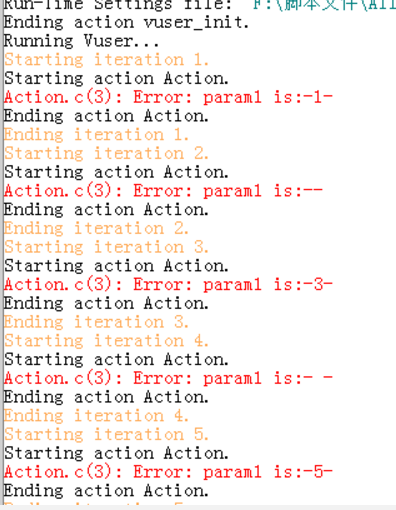 Run-Time Settings file: F:\脚本文件\All
Ending action vuser_init.
Running Vuser...
Starting iteration 1.
Starting action Action.
Action.c(3): Error: param1 is:-1-
Ending action Action.
Ending iteration 1.
Starting iteration 2.
Starting action Action.
Action.c(3): Error: param1 is:--
Ending action Action.
Ending iteration 2.
Starting iteration 3.
Starting action Action.
Action.c(3): Error: param1 is:-3-
Ending action Action.
Ending iteration 3.
Starting iteration 4.
Starting action Action.
Action.c(3): Error: param1 is:- -
Ending action Action.
Ending iteration 4.
Starting iteration 5.
Starting action Action.
Action.c(3): Error: param1 is:-5-
Ending action Action.